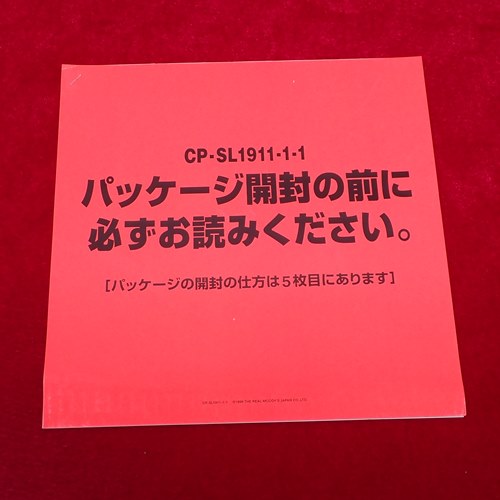 CP-SL1911-1-1
パッケージ開封の前に
必ずお読みください。
[パッケージの開封の仕方は5枚目にあります]